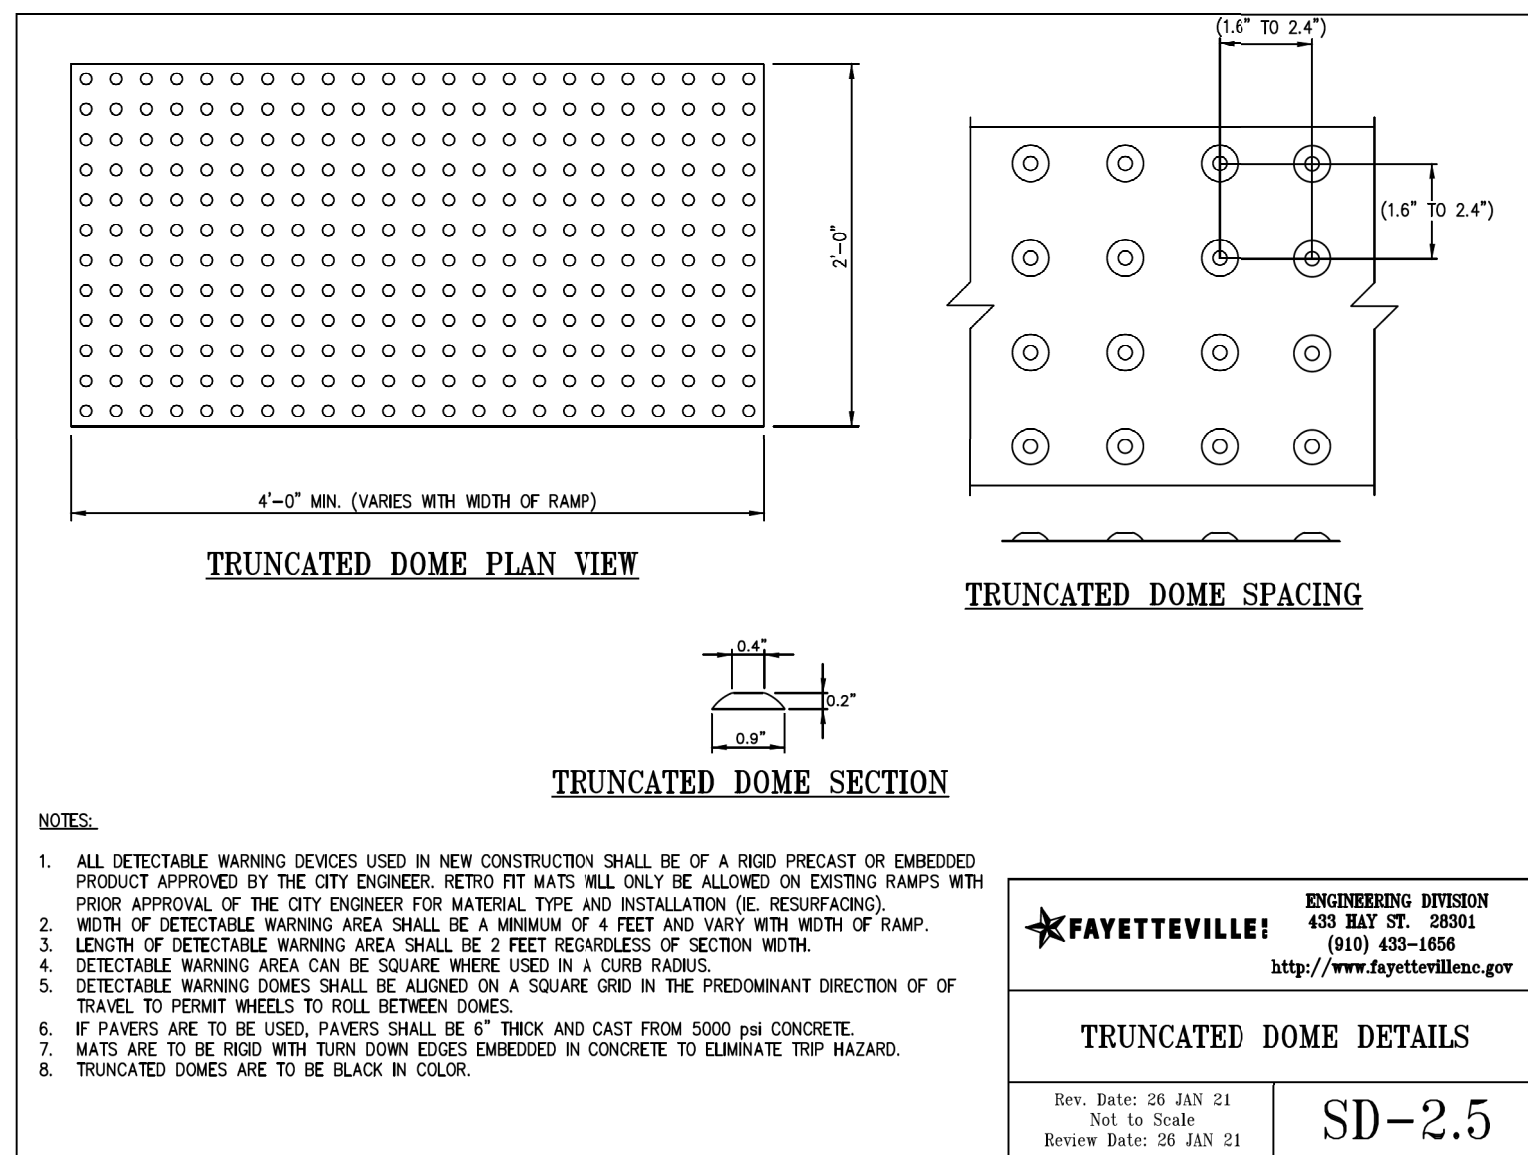 (1.6" TO 2.4")
2'-0"
(1.6" TO 2.4")
4'-0" MIN. (VARIES WITH WIDTH OF RAMP)
TRUNCATED DOME PLAN VIEW
TRUNCATED DOME SPACING
0.4"
0.2"
0.9"
TRUNCATED DOME SECTION
NOTES:
1. ALL DETECTABLE WARNING DEVICES USED IN NEW CONSTRUCTION SHALL BE OF A RIGID PRECAST OR EMBEDDED
PRODUCT APPROVED BY THE CITY ENGINEER. RETRO FIT MATS WILL ONLY BE ALLOWED ON EXISTING RAMPS WITH
PRIOR APPROVAL OF THE CITY ENGINEER FOR MATERIAL TYPE AND INSTALLATION (IE. RESURFACING).
2. WIDTH OF DETECTABLE WARNING AREA SHALL BE A MINIMUM OF 4 FEET AND VARY WITH WIDTH OF RAMP.
3. LENGTH OF DETECTABLE WARNING AREA SHALL BE 2 FEET REGARDLESS OF SECTION WIDTH.
4. DETECTABLE WARNING AREA CAN BE SQUARE WHERE USED IN A CURB RADIUS.
5. DETECTABLE WARNING DOMES SHALL BE ALIGNED ON A SQUARE GRID IN THE PREDOMINANT DIRECTION OF OF
TRAVEL TO PERMIT WHEELS TO ROLL BETWEEN DOMES.
6. IF PAVERS ARE TO BE USED, PAVERS SHALL BE 6" THICK AND CAST FROM 5000 psi CONCRETE.
7. MATS ARE TO BE RIGID WITH TURN DOWN EDGES EMBEDDED IN CONCRETE TO ELIMINATE TRIP HAZARD.
8. TRUNCATED DOMES ARE TO BE BLACK IN COLOR.
FAYETTEVILLE!
ENGINEERING DIVISION
433 HAY ST. 28301
(910) 433-1656
http://www.fayettevillenc.gov
TRUNCATED DOME DETAILS
Rev. Date: 26 JAN 21
Not to Scale
Review Date: 26 JAN 21
SD-2.5